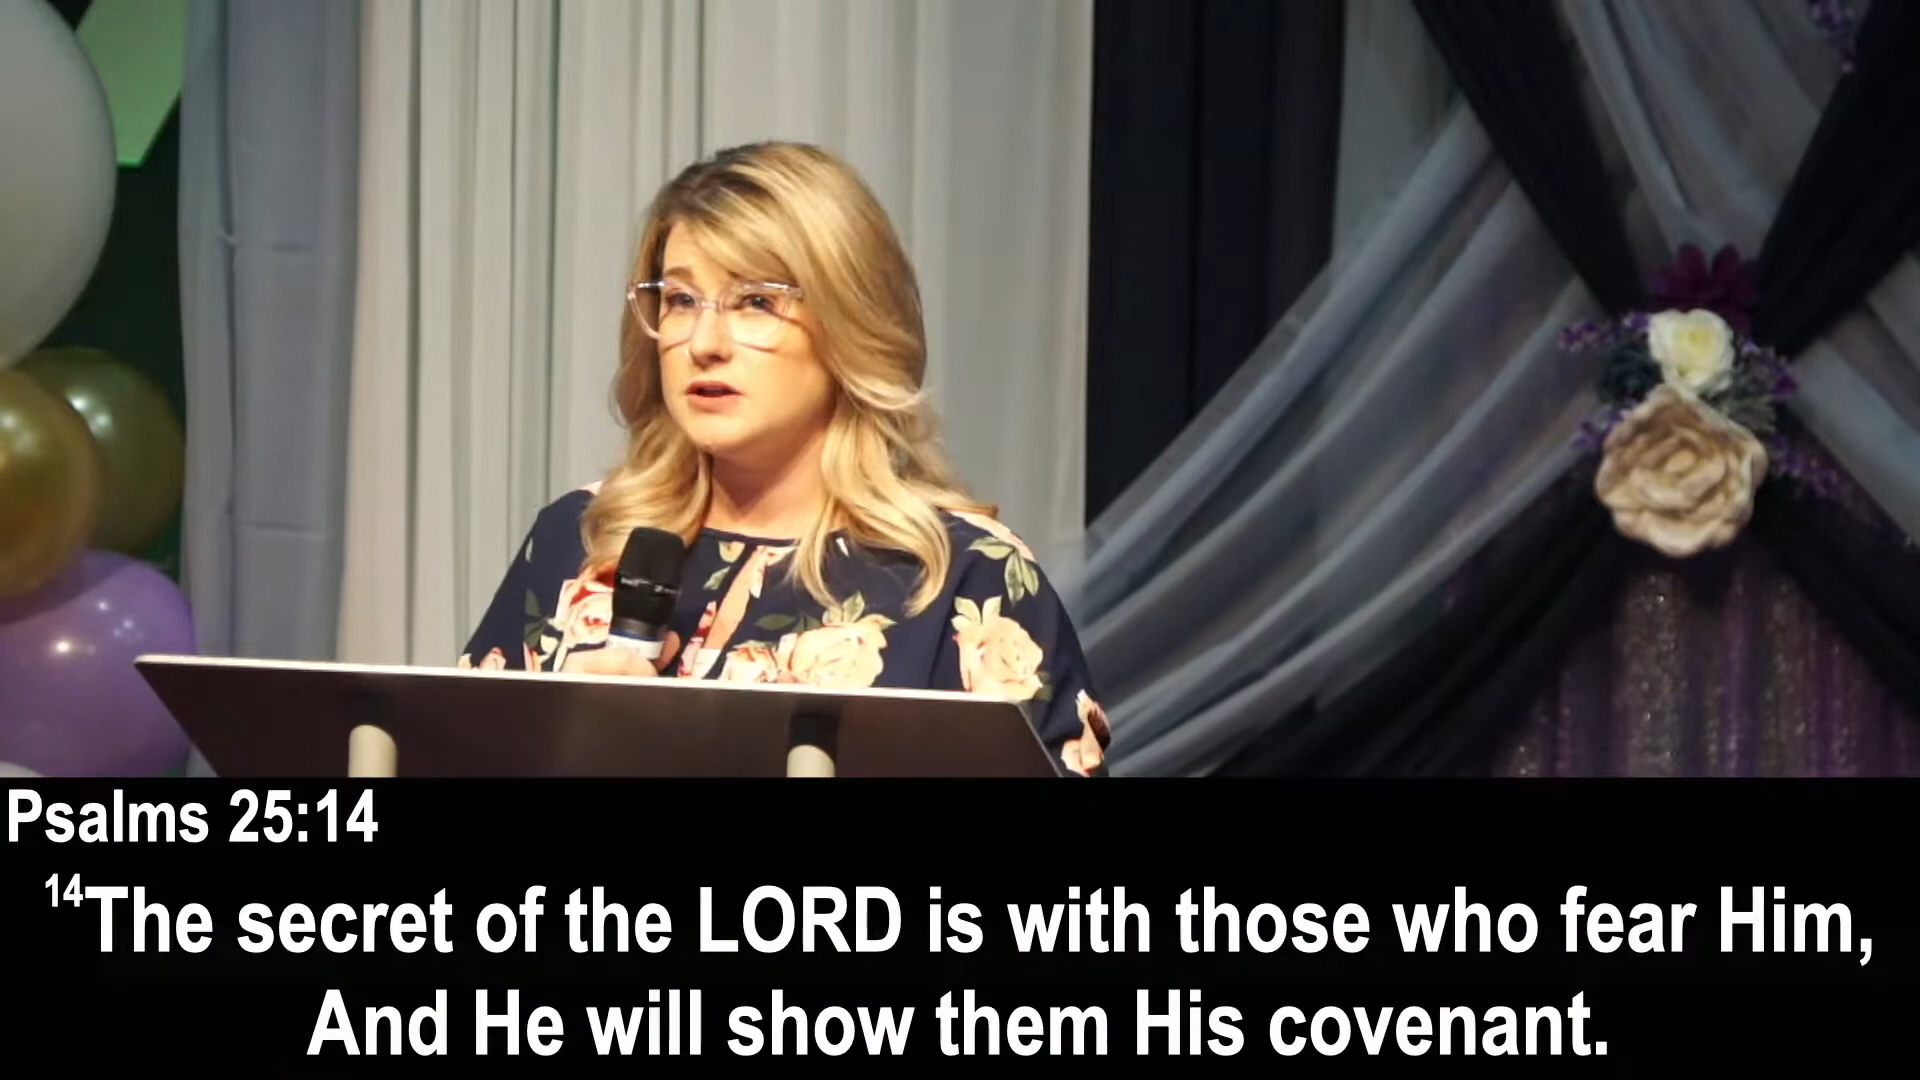 Psalms 25:14
14The secret of the LORD is with those who fear Him,
And He will show them His covenant.